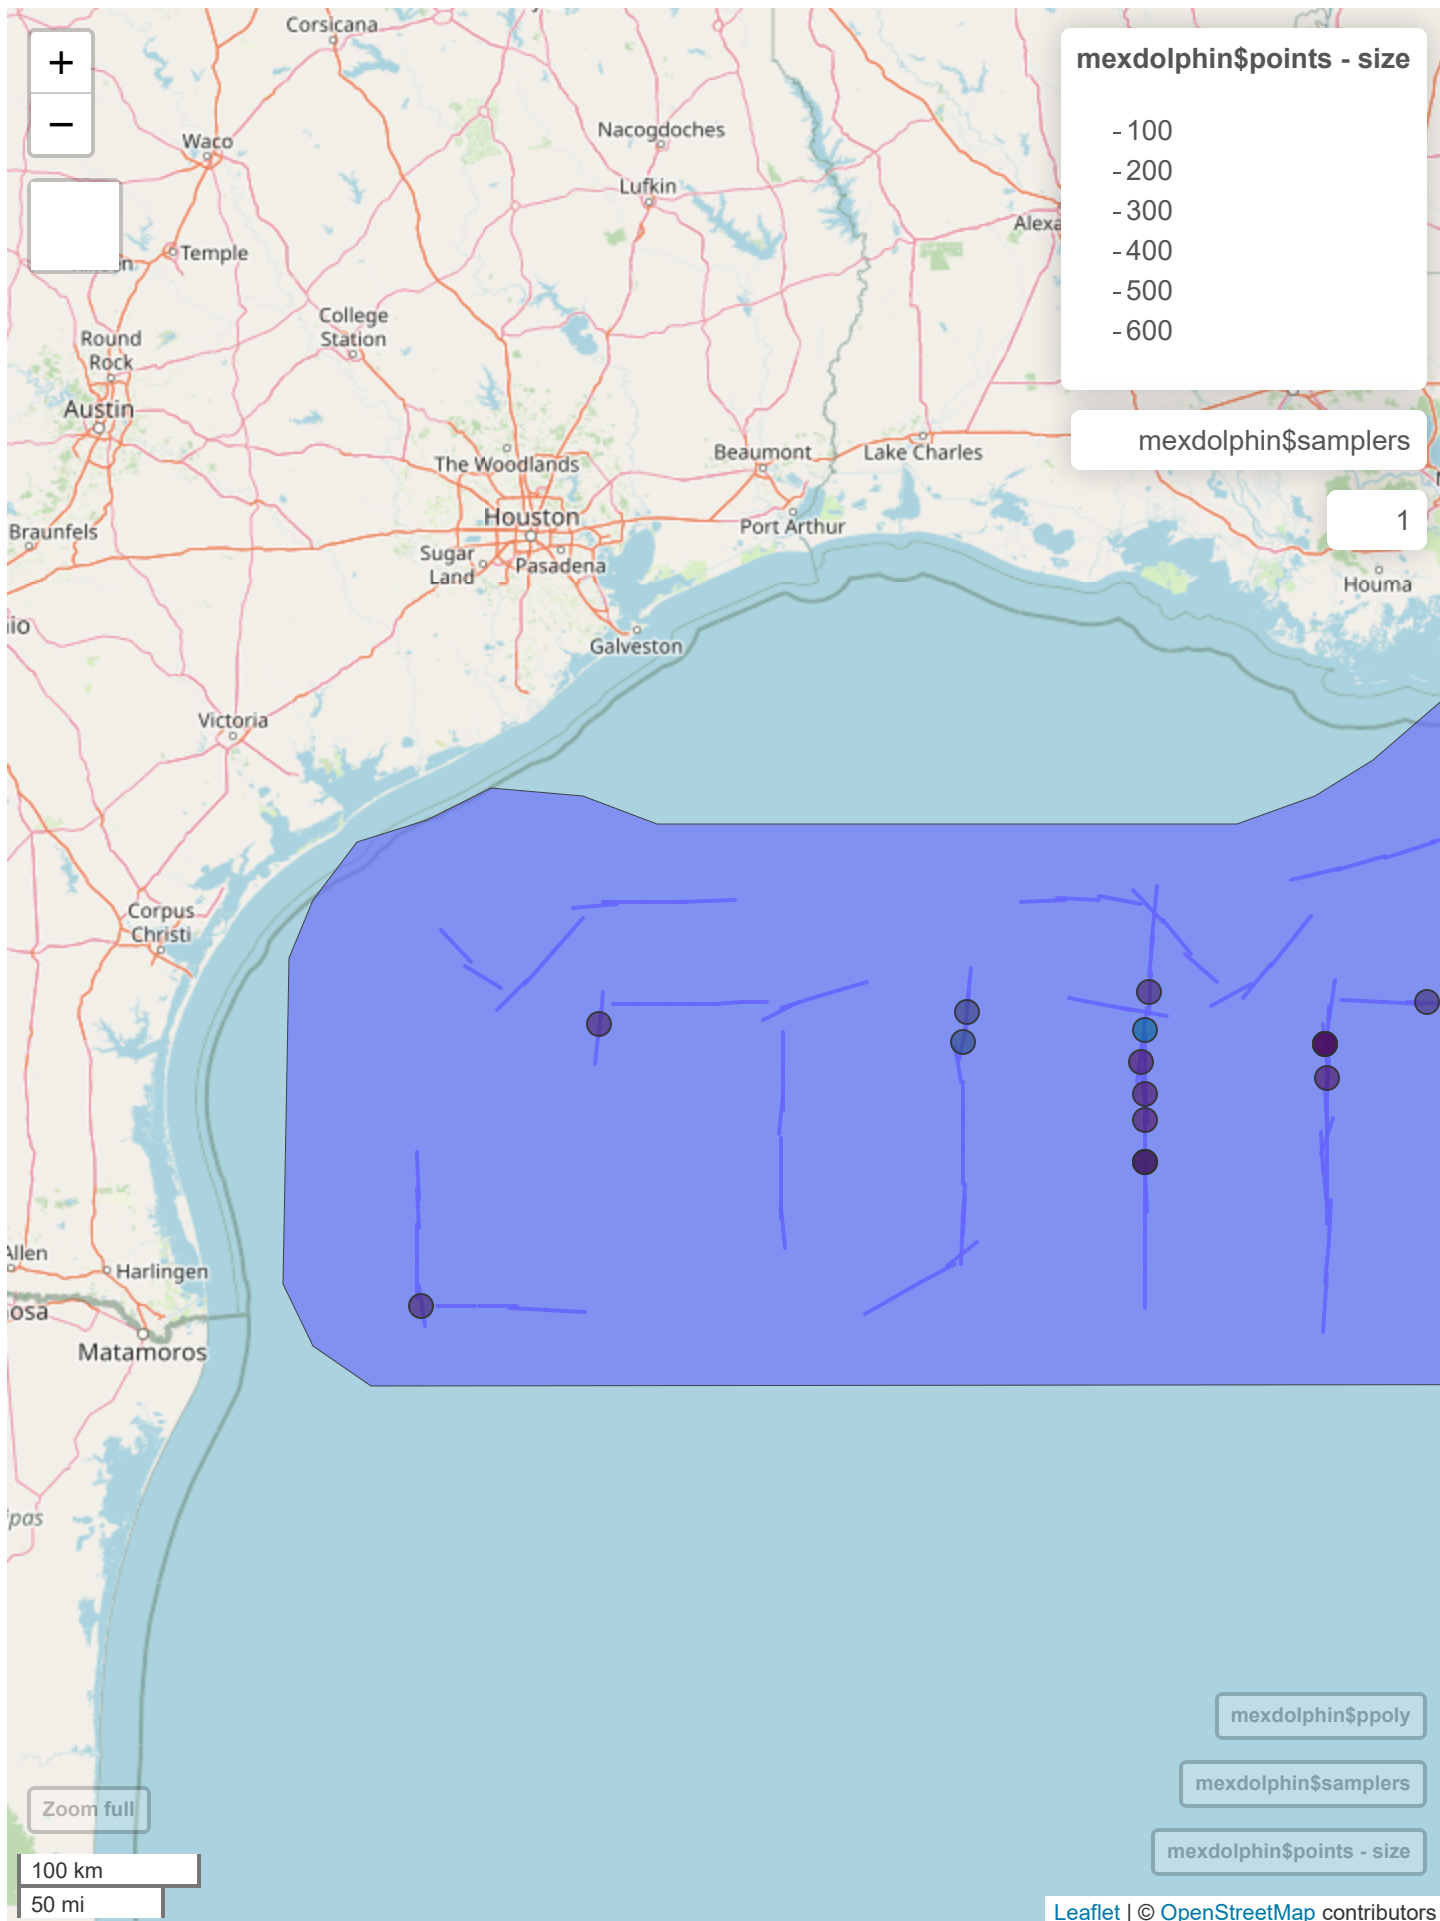 Corsicana
+
−
mexdolphin$points - size
100
200
300
400
500
600
Waco
Nacogdoches
Lufkin
Temple
Alexa
College
Station
Round
Rock
Austin
The Woodlands
Beaumont
Lake Charles
mexdolphin$samplers
Houston
Port Arthur
1
Braunfels
Sugar
Land
Pasadena
Houma
Galveston
Victoria
Corpus
Christi
Allen
Harlingen
Matamoros
mexdolphin$ppoly
mexdolphin$samplers
mexdolphin$points - size
Zoom full
100 km
50 mi
Leaflet | © OpenStreetMap contributors